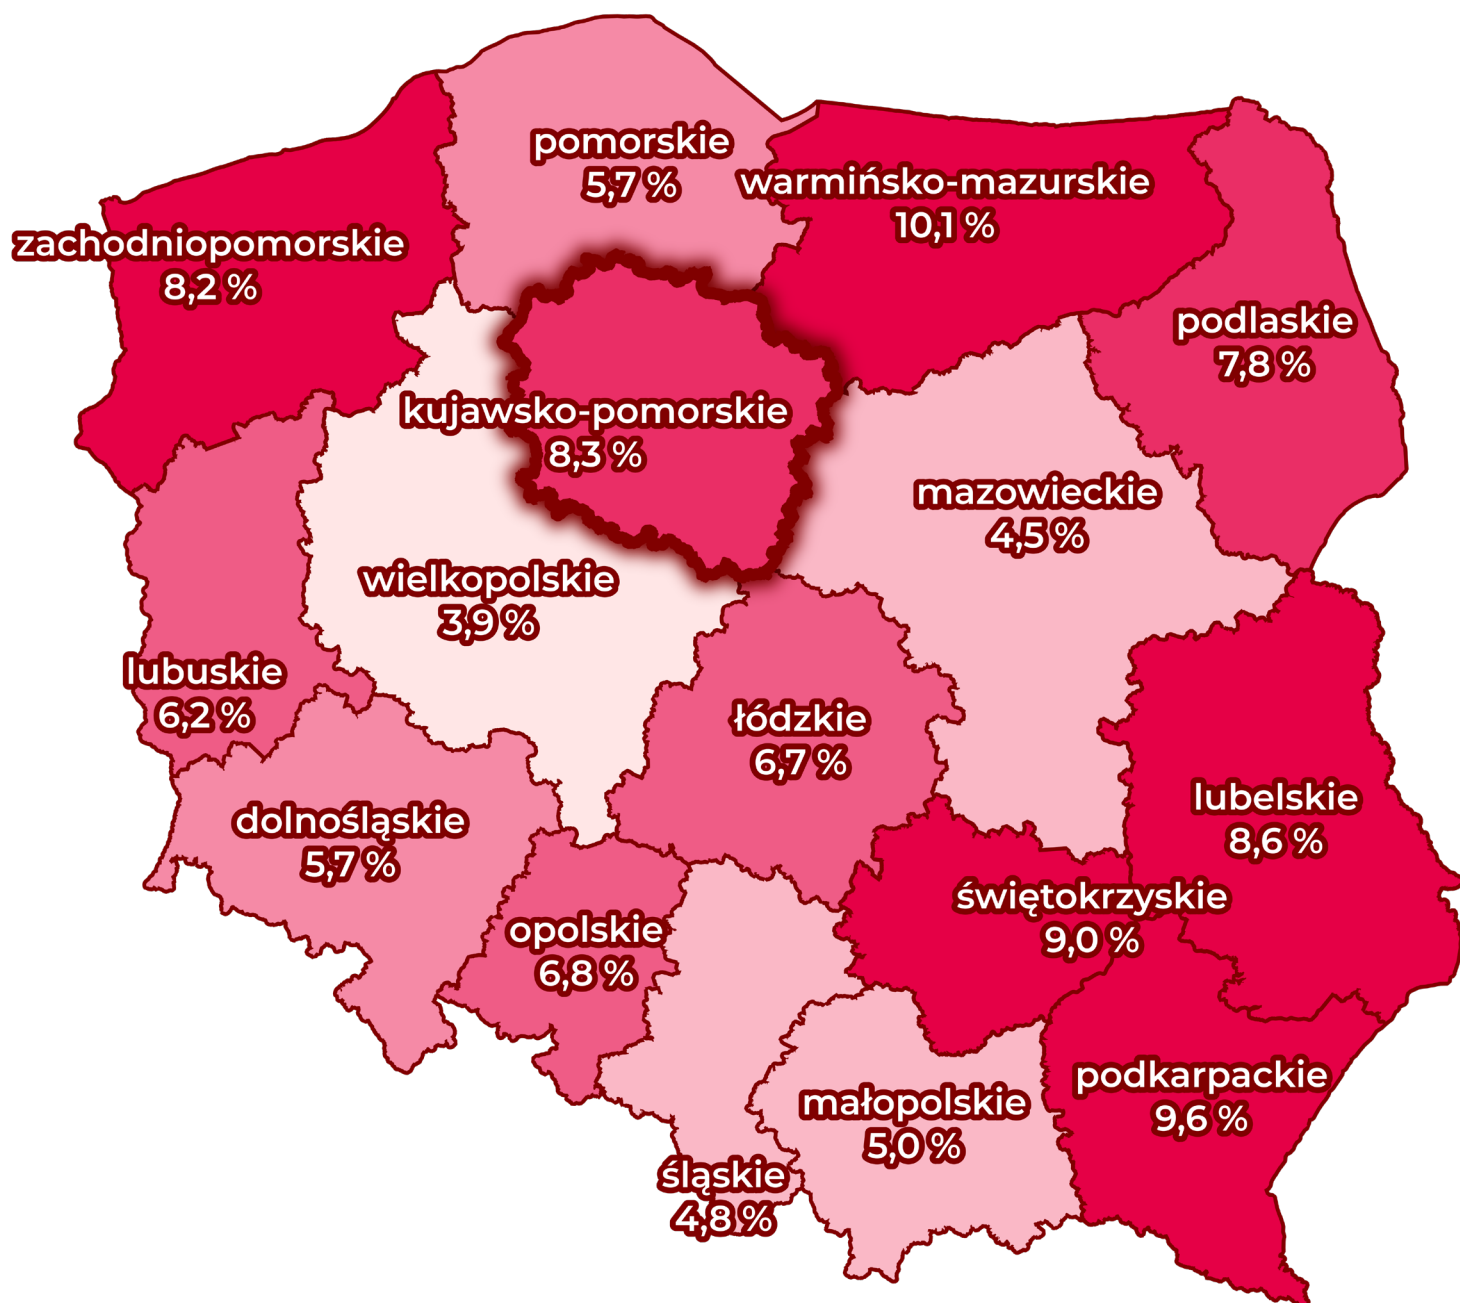 pomorskie
5,7 %
warmińsko-mazurskie
10,1 %
zachodniopomorskie
8,2 %
podlaskie
7,8 %
kujawsko-pomorskie
8,3 %
mazowieckie
4,5 %
wielkopolskie
3,9 %
lubuskie
6,2 %
łódzkie
6,7 %
dolnośląskie
5,7 %
lubelskie
8,6 %
świętokrzyskie
9,0 %
opolskie
6,8 %
podkarpackie
9,6 %
małopolskie
5,0 %
śląskie
4,8 %